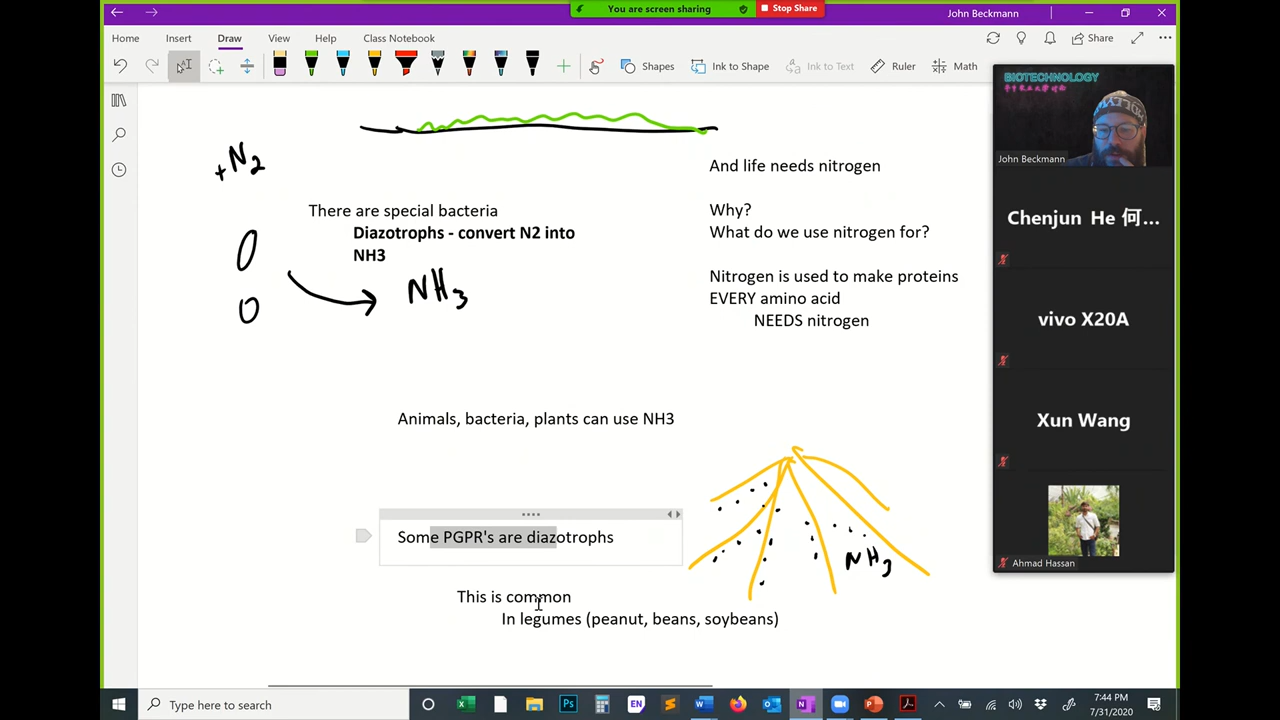 You are screen sharing
Stop Share
John Beckmann
Home Insert Draw View Help Class Notebook
Share
Shapes Ink to Shape Ink to Text Ruler Math
BIOTECHNOLOGY
John Beckmann
Chenjun He 何...
vivo X20A
Xun Wang
Ahmad Hassan
+N2
There are special bacteria
Diazotrophs - convert N2 into
NH3
NH3
And life needs nitrogen
Why?
What do we use nitrogen for?
Nitrogen is used to make proteins
EVERY amino acid
NEEDS nitrogen
Animals, bacteria, plants can use NH3
Some PGPR's are diazotrophs
NH3
This is common
In legumes (peanut, beans, soybeans)
Type here to search
EN
7:44 PM
7/31/2020